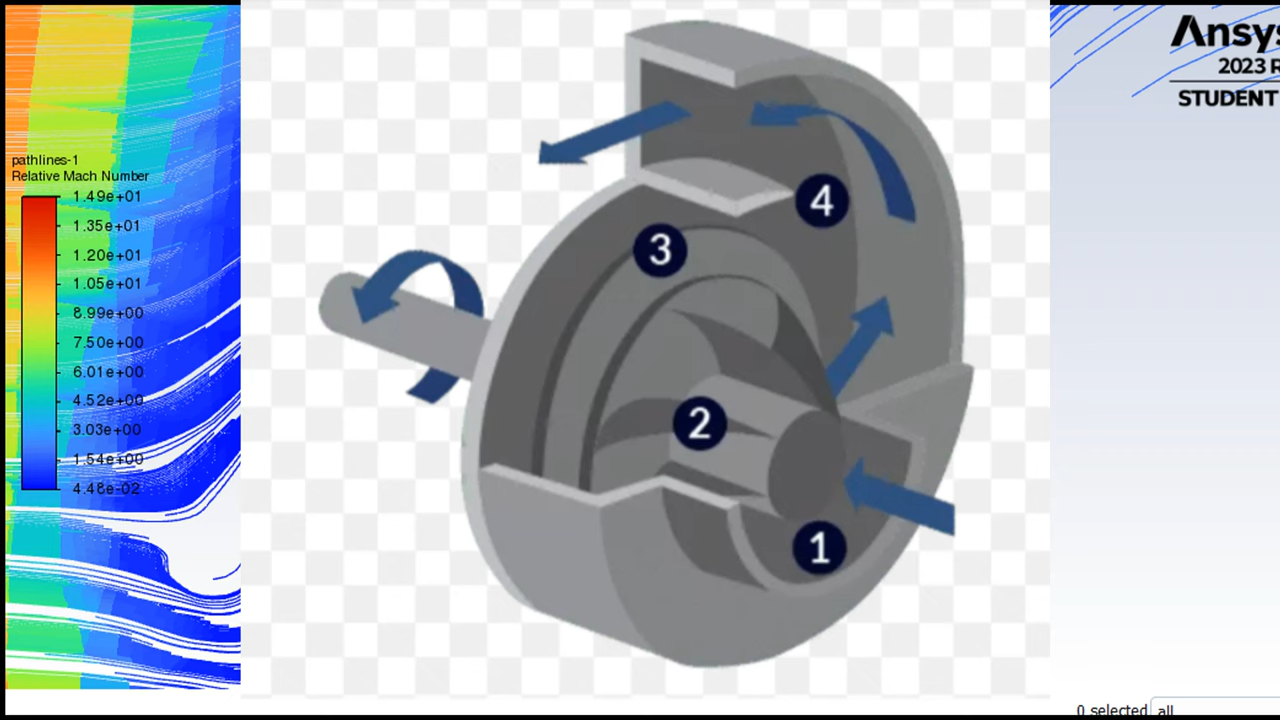 pathlines-1
Relative Mach Number
1.49e+01
1.35e+01
1.20e+01
1.05e+01
8.99e+00
7.50e+00
6.01e+00
4.52e+00
3.03e+00
1.54e+00
4.48e-02
4
3
2
1
Ansys
2023 R
STUDENT
0 selected
all